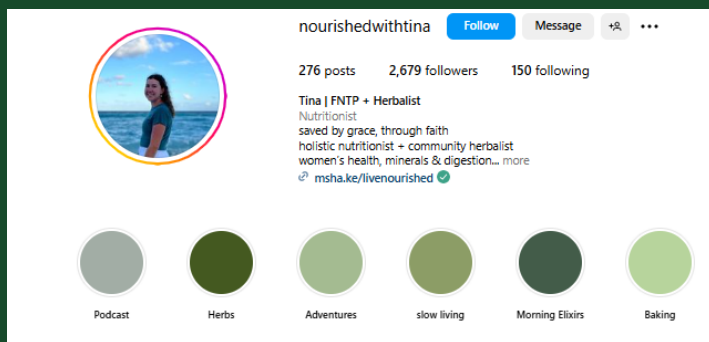 nourishedwithtina Follow Message
276 posts 2,679 followers 150 following
Tina | FNTP + Herbalist
Nutritionist
saved by grace, through faith
holistic nutritionist + community herbalist
women's health, minerals & digestion... more
msha.ke/livenourished
Podcast Herbs Adventures slow living Morning Elixirs Baking